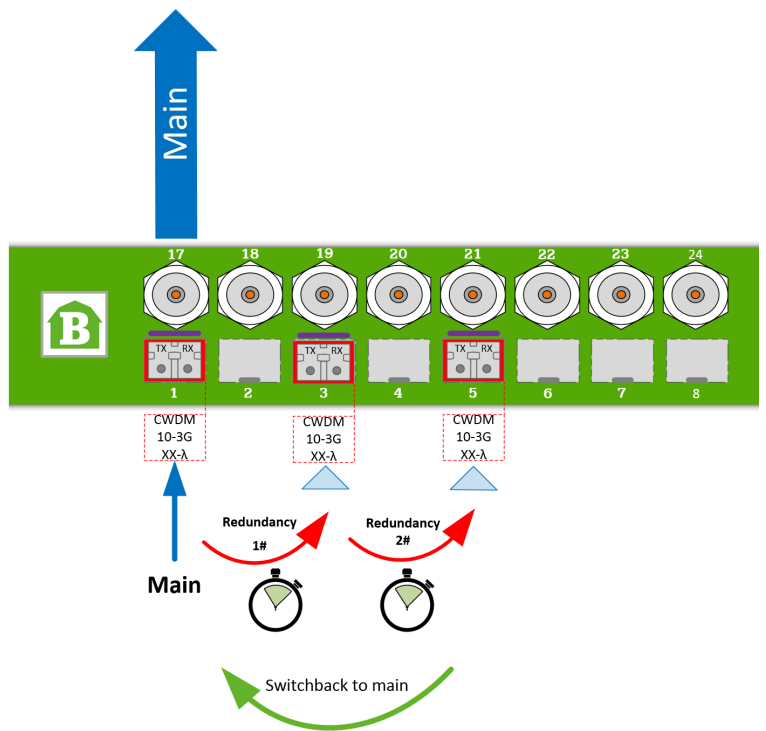 Main
17 18 19 20 21 22 23 24
B
TX RX TX RX TX RX
1 2 3 4 5 6 7 8
CWDM CWDM CWDM
10-3G 10-3G 10-3G
XX-λ XX-λ XX-λ
Redundancy Redundancy
1# 2#
Main
Switchback to main